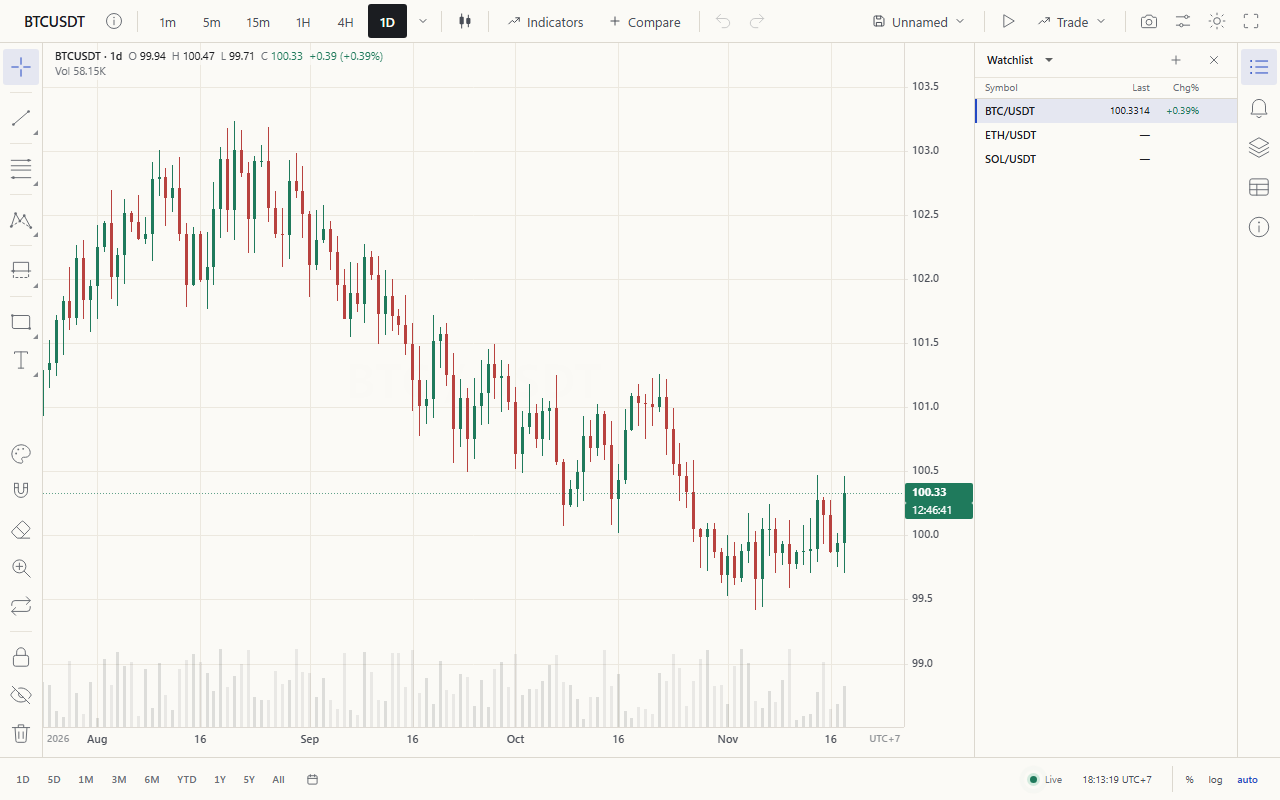 BTCUSDT 1m 5m 15m 1H 4H 1D Indicators Compare Unnamed Trade
BTCUSDT · 1d O 99.94 H 100.47 L 99.71 C 100.33 +0.39 (+0.39%)
Vol 58.15K
103.5
103.0
102.5
102.0
101.5
101.0
100.5
100.33
12:46:41
100.0
99.5
99.0
2026 Aug 16 Sep 16 Oct 16 Nov 16 UTC+7
Watchlist
Symbol Last Chg%
BTC/USDT 100.3314 +0.39%
ETH/USDT —
SOL/USDT —
T
1D 5D 1M 3M 6M YTD 1Y 5Y All Live 18:13:19 UTC+7 % log auto